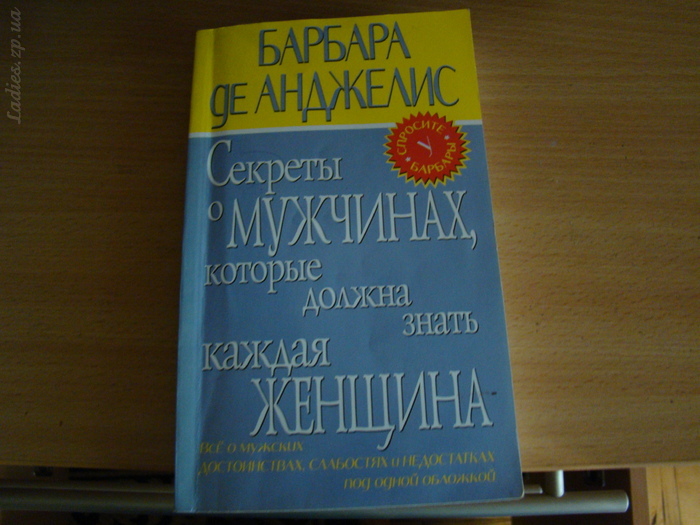 БАРБАРА
де АНДЖЕЛИС
СПРОСИТЕ
У
БАРБАРЫ
Секреты
о МУЖЧИНАХ,
которые
должна
знать
каждая
ЖЕНЩИНА
Всё о мужских
достоинствах, слабостях и недостатках
под одной обложкой
Ladies.zp.ua